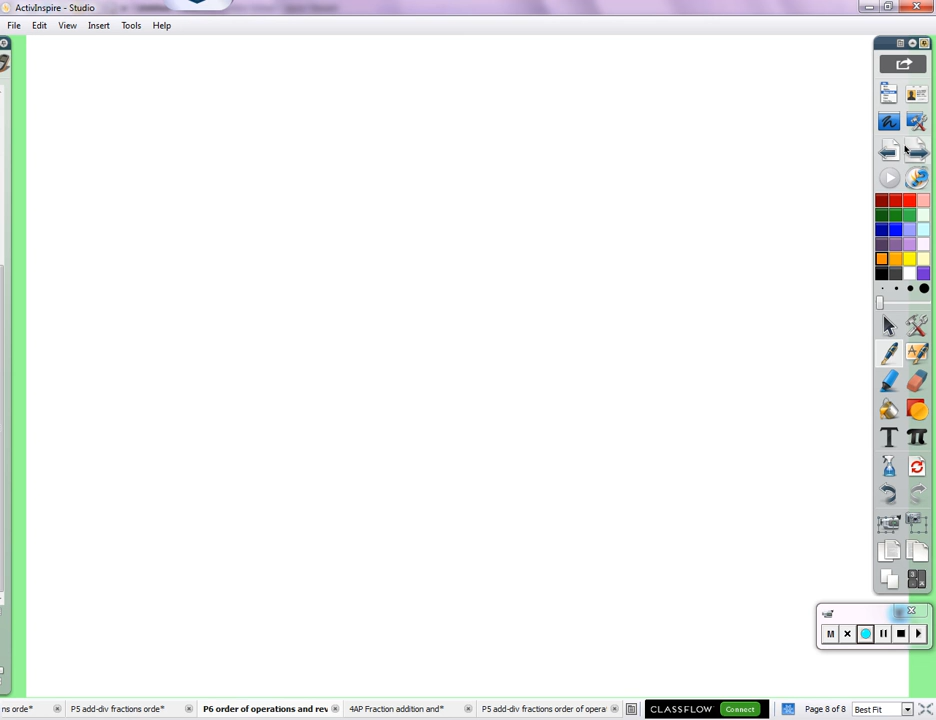 ActivInspire - Studio
File Edit View Insert Tools Help
M
ns orde* P5 add-div fractions orde* P6 order of operations and rev 4AP Fraction addition and* P5 add-div fractions order of opera CLASSFLOW Connect Page 8 of 8 Best Fit